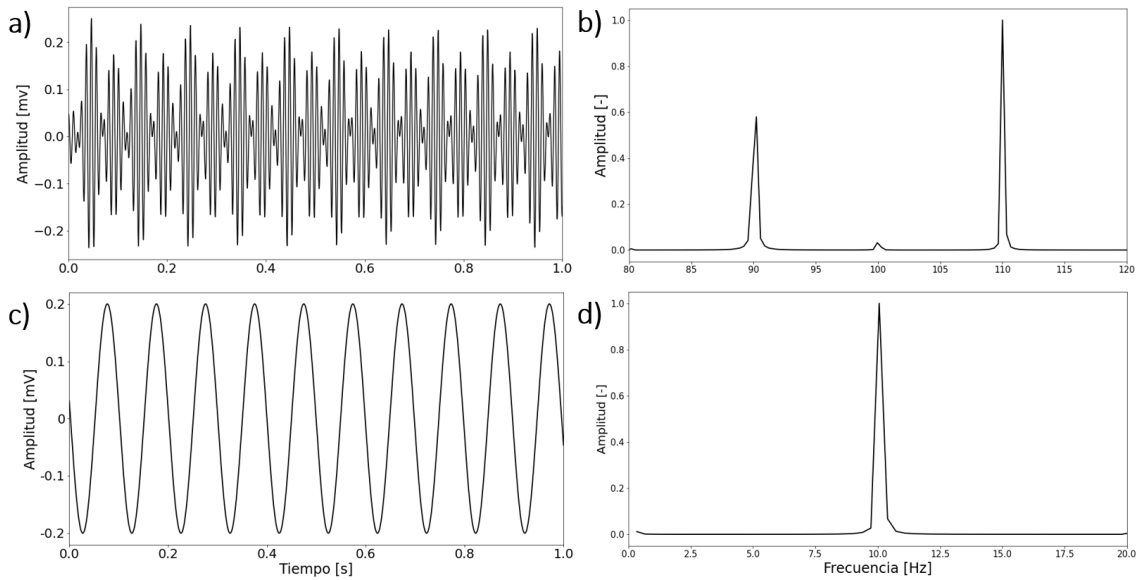 a)
Amplitud [mv]
0.2
0.1
0.0
−0.1
−0.2
0.0 0.2 0.4 0.6 0.8 1.0
b)
Amplitud [-]
1.0
0.8
0.6
0.4
0.2
0.0
80 85 90 95 100 105 110 115 120
c)
Amplitud [mV]
0.2
0.1
0
-0.1
-0.2
0.0 0.2 0.4 0.6 0.8 1.0
Tiempo [s]
d)
Amplitud [-]
1.0
0.8
0.6
0.4
0.2
0.0
0.0 2.5 5.0 7.5 10.0 12.5 15.0 17.5 20.0
Frecuencia [Hz]